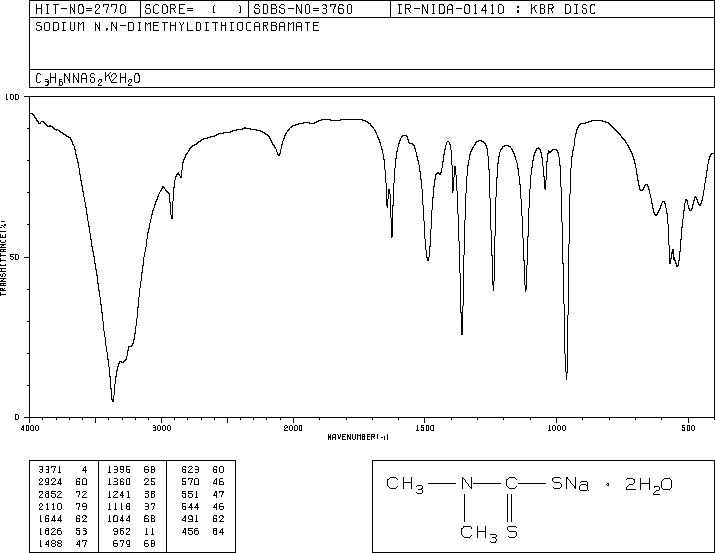 HIT-NO=2770 SCORE= ( ) SDBS-NO=3760 IR-NIDA-01410 : KBR DISC
SODIUM N,N-DIMETHYLDITHIOCARBAMATE
C3H6NNAS2K2H2O
100
50
0
TRANSMITTANCE(%)
4000 3000 2000 1500 1000 500
WAVENUMBER(-1)
3371 4 1396 68 623 60
2924 60 1360 25 570 46
2852 72 1241 38 551 47
2110 79 1118 37 544 46
1644 62 1044 68 491 62
1626 53 962 11 456 64
1488 47 679 68
CH3 N C SNa · 2H2O
CH3 S